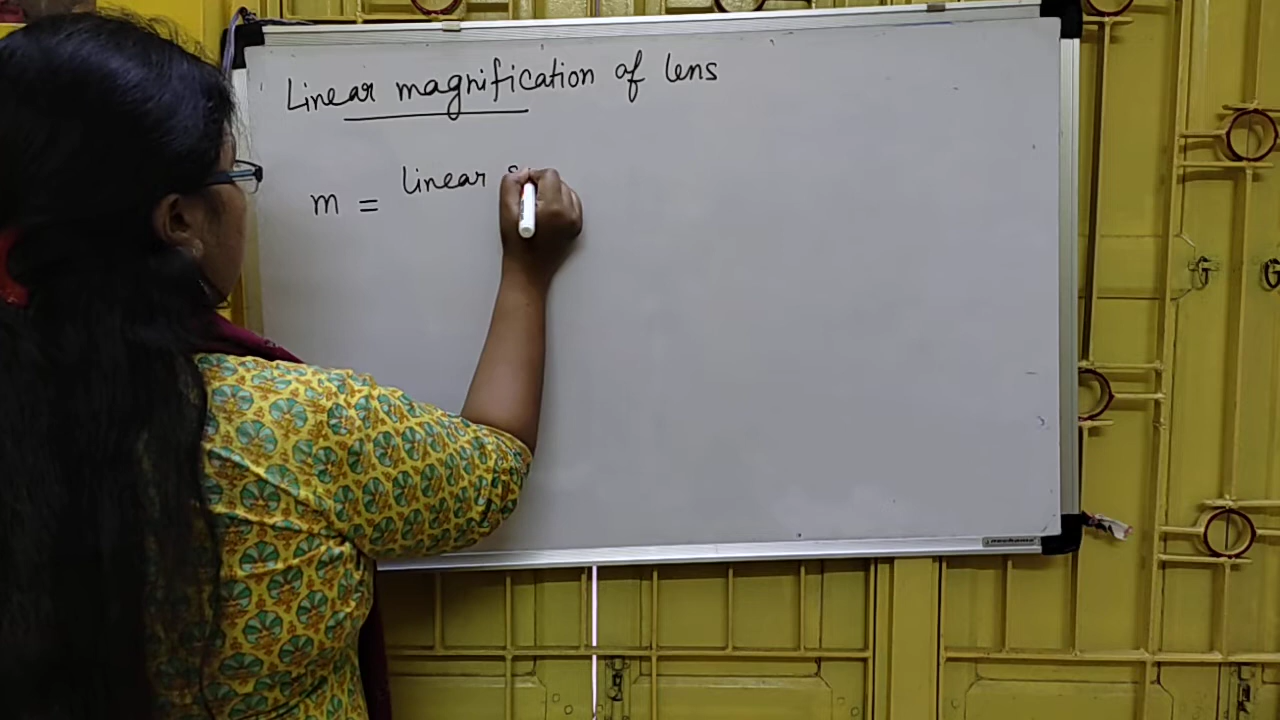 Linear magnification of lens
m = linear